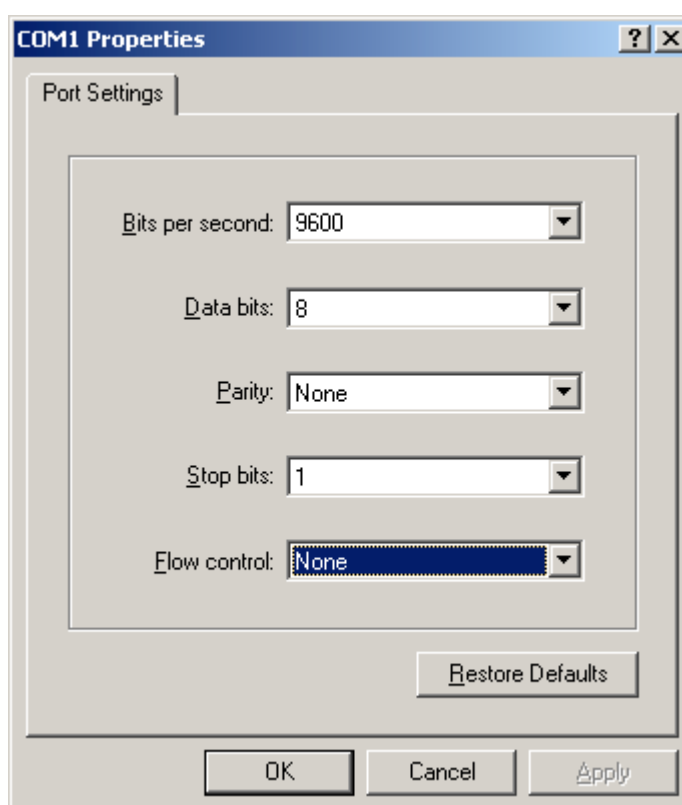 COM1 Properties
Port Settings
Bits per second: 9600
Data bits: 8
Parity: None
Stop bits: 1
Flow control: None
Restore Defaults
OK Cancel Apply